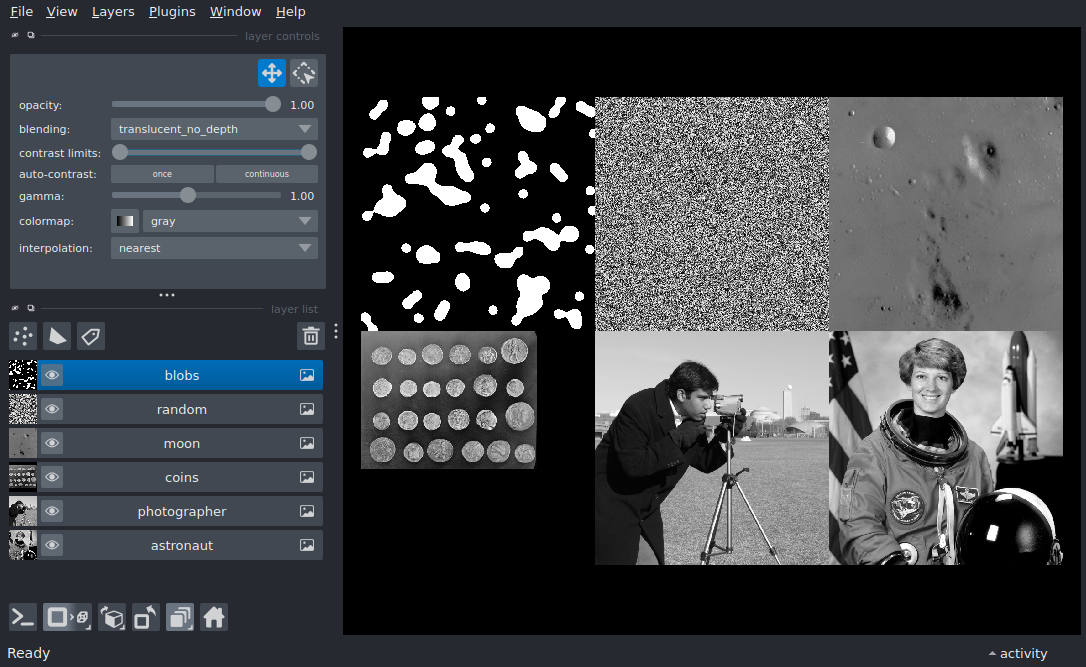 File View Layers Plugins Window Help
layer controls
opacity: 1.00
blending: translucent_no_depth
contrast limits:
auto-contrast: once continuous
gamma: 1.00
colormap: gray
interpolation: nearest
layer list
blobs
random
moon
coins
photographer
astronaut
Ready activity